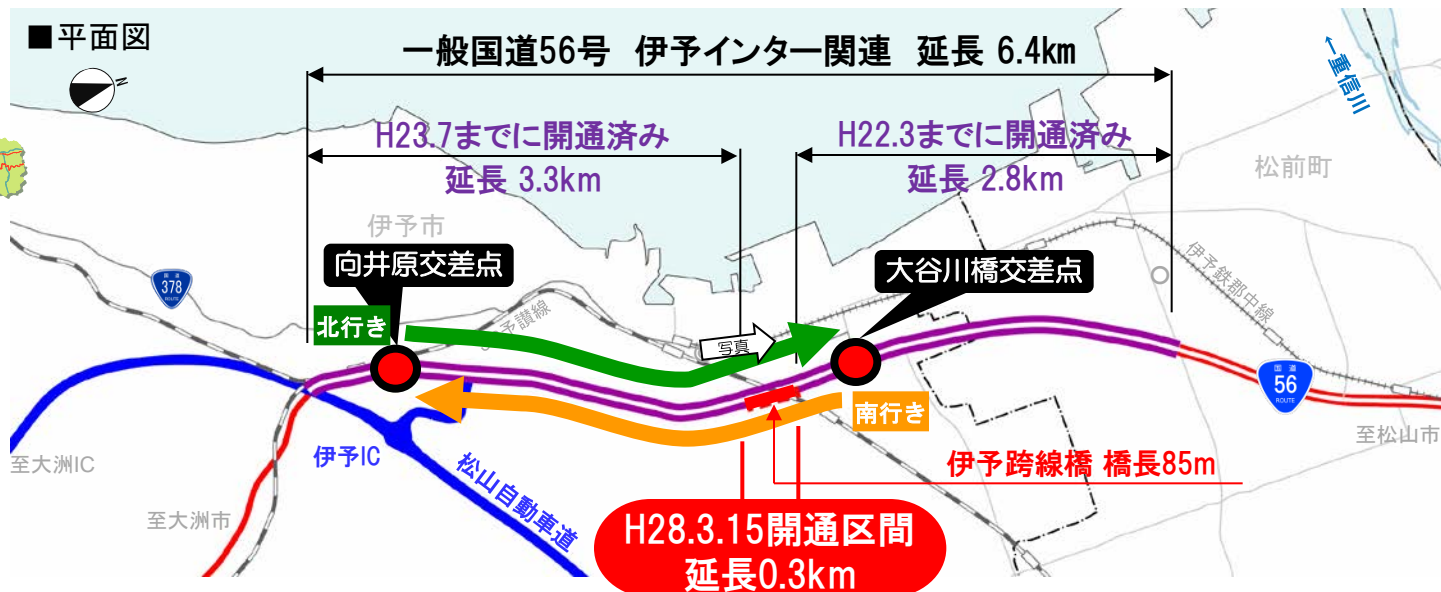 ■平面図
N
一般国道56号 伊予インター関連 延長 6.4km
←重信川
H23.7までに開通済み
延長 3.3km
H22.3までに開通済み
延長 2.8km
松前町
伊予市
向井原交差点
大谷川橋交差点
国道
378
ROUTE
北行き
予讃線
写真
伊予鉄郡中線
国道
56
ROUTE
南行き
至松山市
伊予IC
至大洲IC
松山自動車道
伊予跨線橋 橋長85m
至大洲市
H28.3.15開通区間
延長0.3km